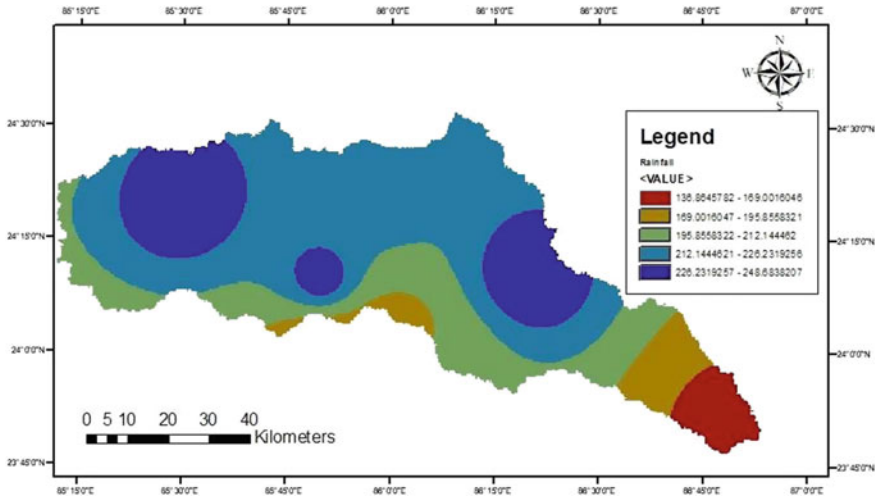 85°15'0"E 85°30'0"E 85°45'0"E 86°0'0"E 86°15'0"E 86°30'0"E 86°45'0"E 87°0'0"E
N
W E
S
24°30'0"N 24°30'0"N
Legend
Rainfall
<VALUE>
136.8645782 - 169.0016046
169.0016047 - 195.8558321
195.8558322 - 212.144462
212.1444621 - 226.2319256
226.2319257 - 248.6838207
24°15'0"N 24°15'0"N
24°0'0"N 24°0'0"N
0 5 10 20 30 40
Kilometers
23°45'0"N 23°45'0"N
85°15'0"E 85°30'0"E 85°45'0"E 86°0'0"E 86°15'0"E 86°30'0"E 86°45'0"E 87°0'0"E